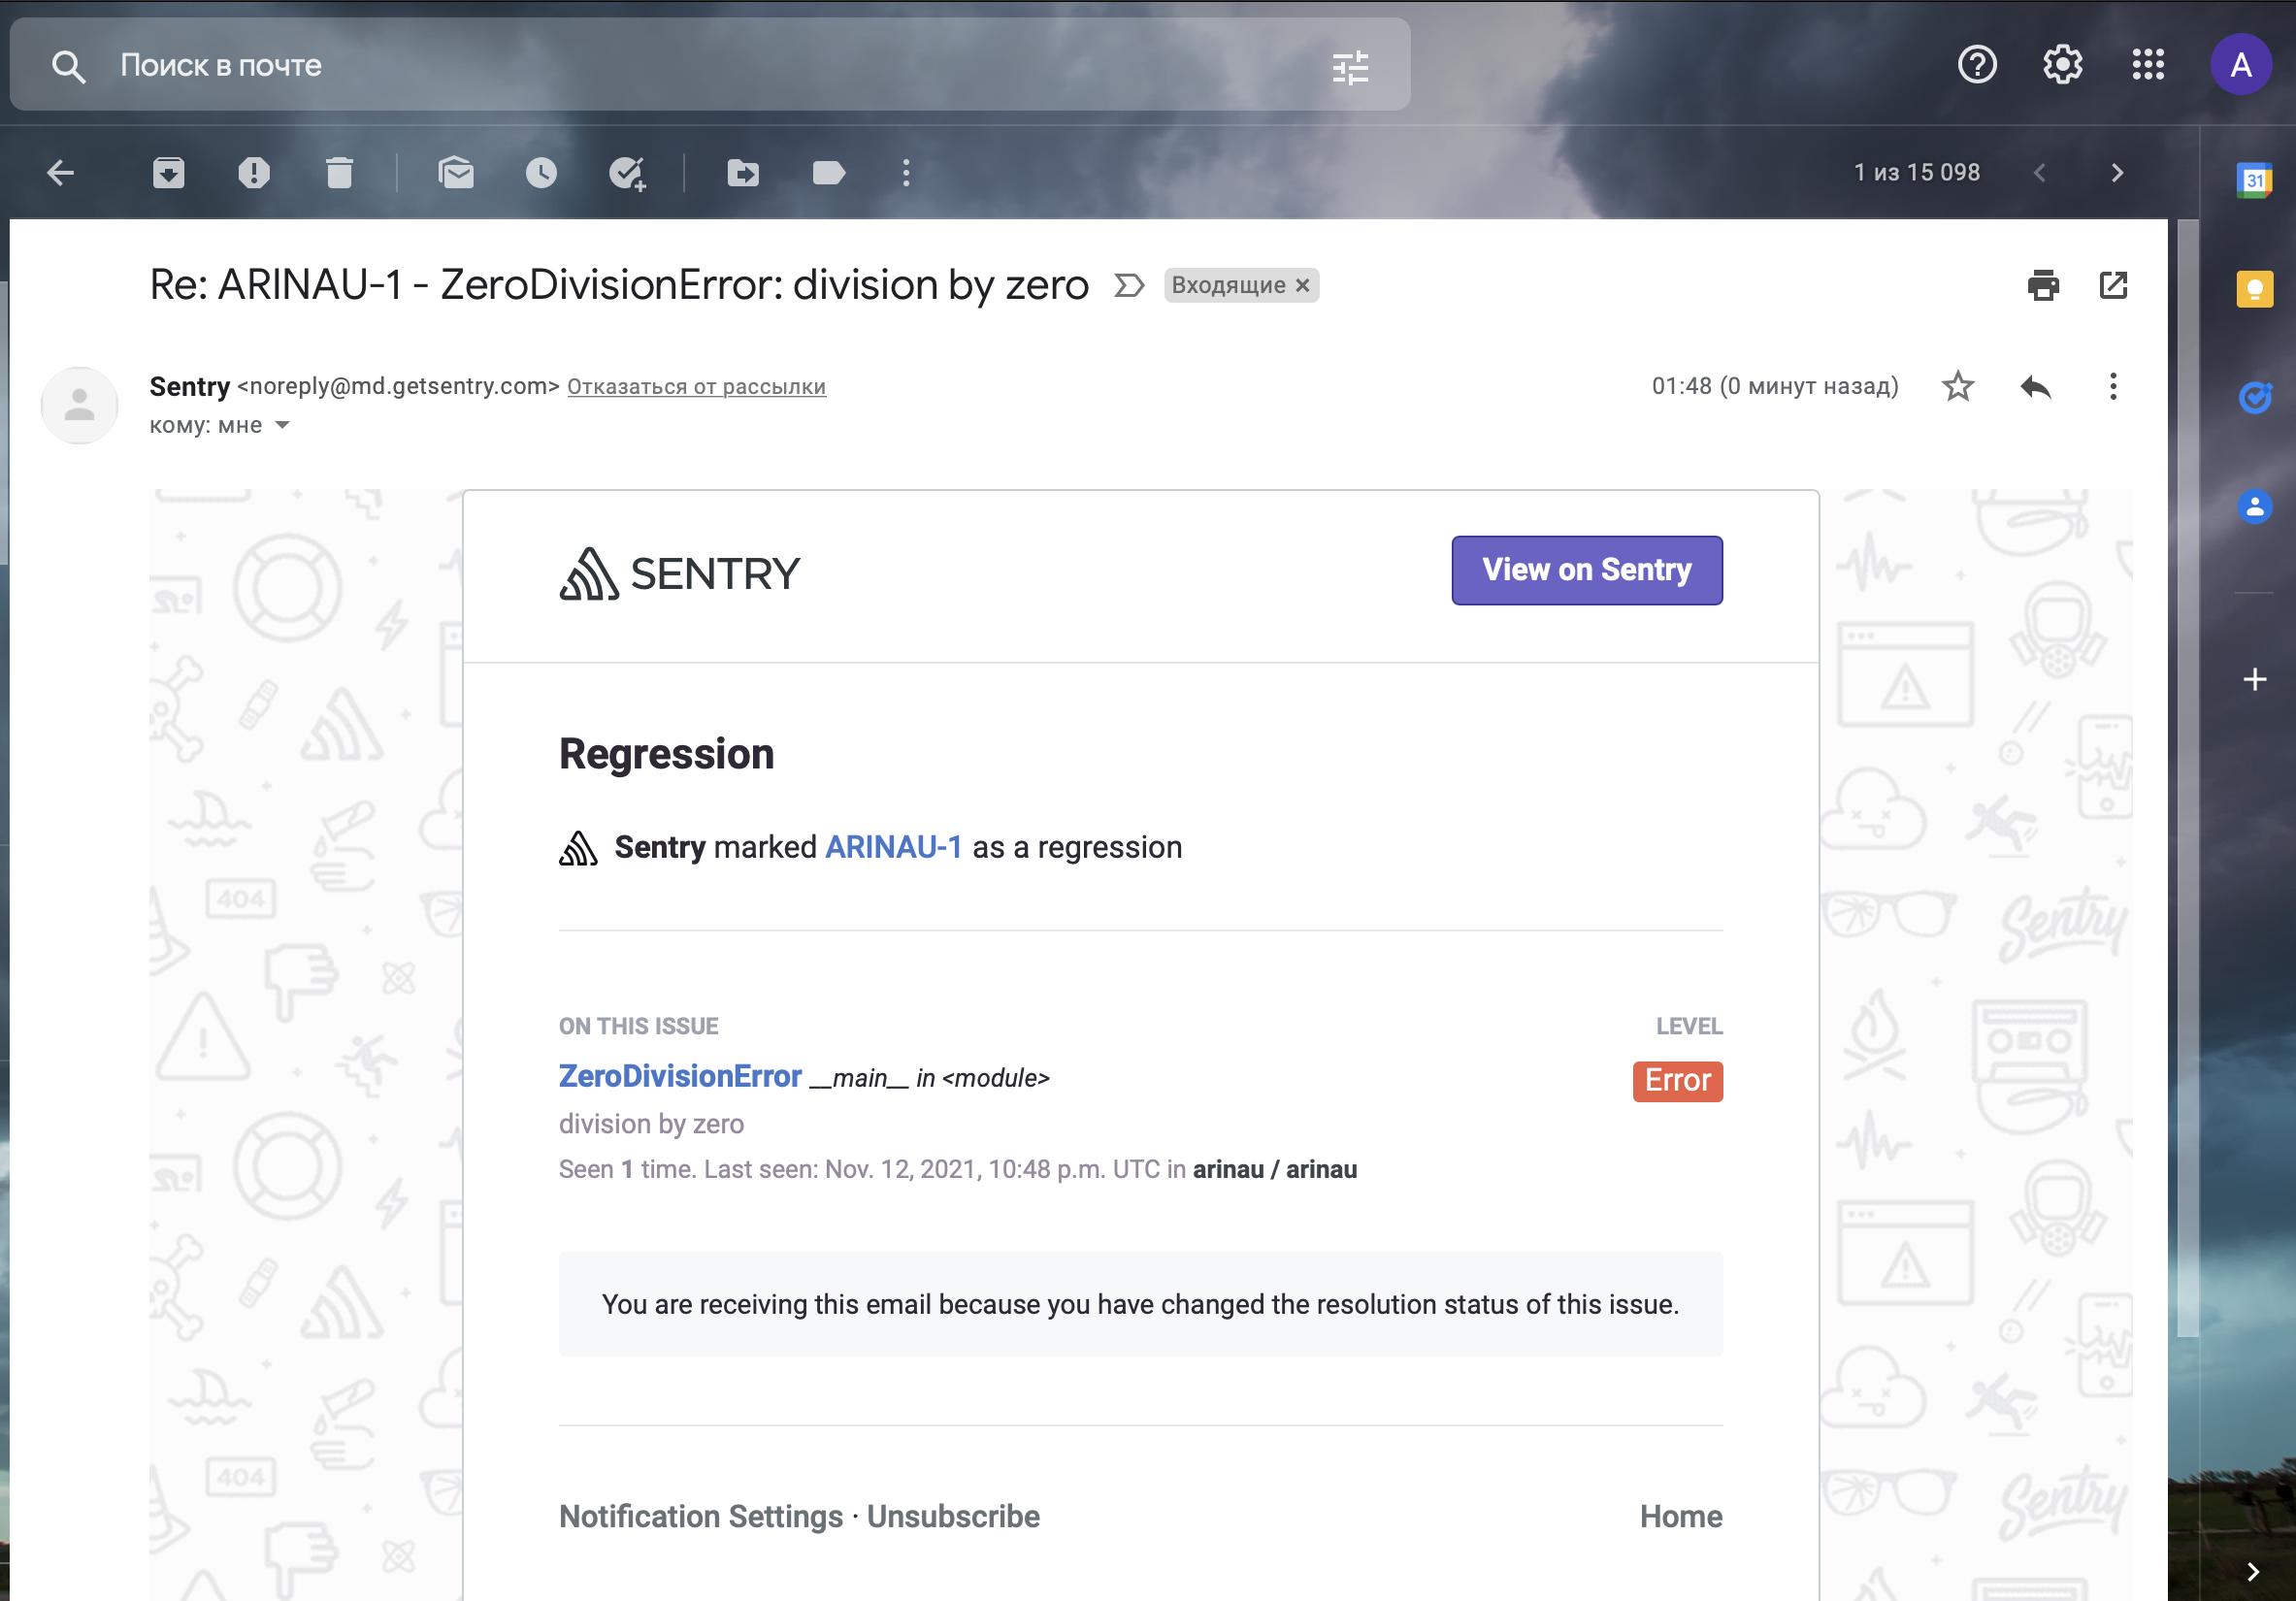 Поиск в почте
A
1 из 15 098
31
Re: ARINAU-1 - ZeroDivisionError: division by zero
Входящие ×
Sentry <noreply@md.getsentry.com> Отказаться от рассылки
01:48 (0 минут назад)
кому: мне
SENTRY
View on Sentry
Regression
Sentry marked ARINAU-1 as a regression
404
Sentry
ON THIS ISSUE
LEVEL
ZeroDivisionError __main__ in <module>
Error
division by zero
Seen 1 time. Last seen: Nov. 12, 2021, 10:48 p.m. UTC in arinau / arinau
You are receiving this email because you have changed the resolution status of this issue.
404
Sentry
Notification Settings · Unsubscribe
Home